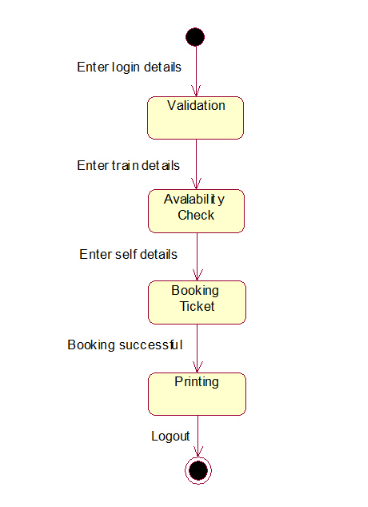 Enter login details
Validation
Enter train details
Avalability
Check
Enter self details
Booking
Ticket
Booking successful
Printing
Logout